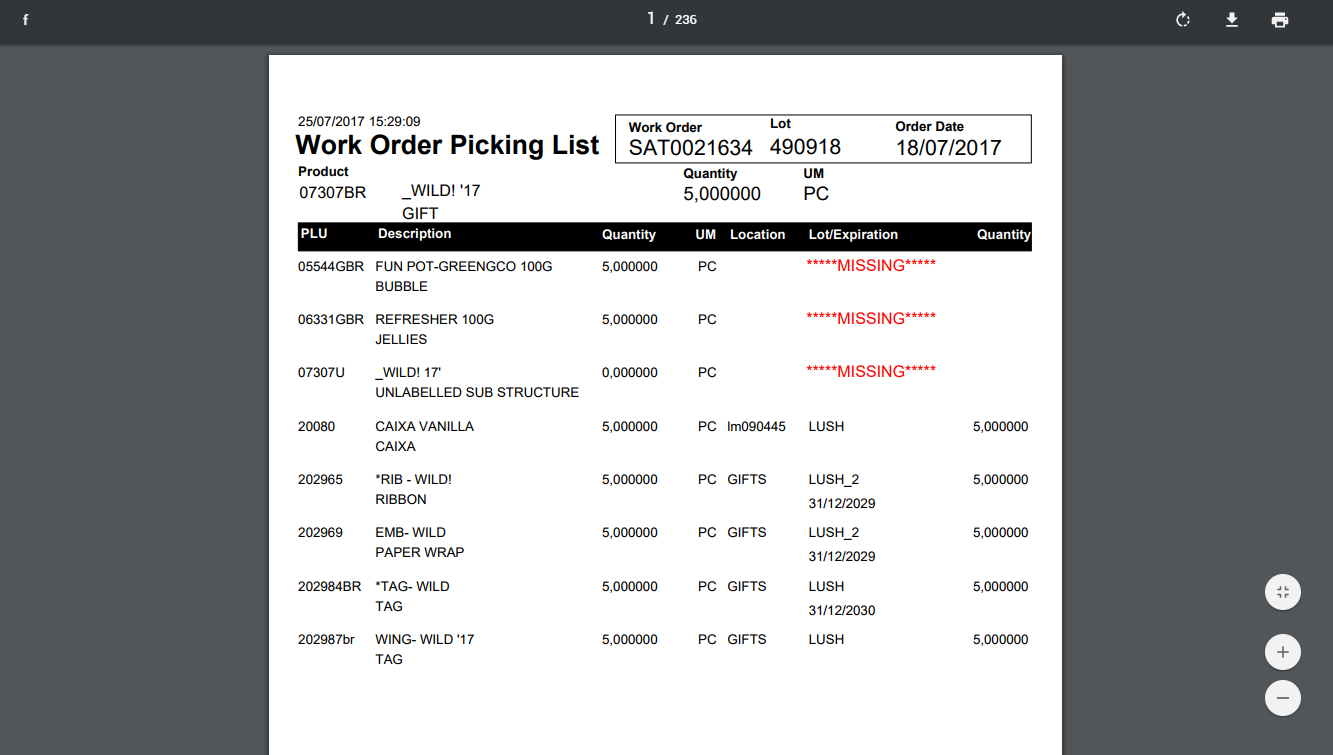 f
1 / 236
25/07/2017 15:29:09
Work Order Picking List
Work Order Lot Order Date
SAT0021634 490918 18/07/2017
Product Quantity UM
07307BR _WILD! '17 5,000000 PC
GIFT
PLU Description Quantity UM Location Lot/Expiration Quantity
05544GBR FUN POT-GREENGCO 100G 5,000000 PC *****MISSING*****
BUBBLE
06331GBR REFRESHER 100G 5,000000 PC *****MISSING*****
JELLIES
07307U _WILD! 17' 0,000000 PC *****MISSING*****
UNLABELLED SUB STRUCTURE
20080 CAIXA VANILLA 5,000000 PC lm090445 LUSH 5,000000
CAIXA
202965 *RIB - WILD! 5,000000 PC GIFTS LUSH_2 5,000000
RIBBON 31/12/2029
202969 EMB- WILD 5,000000 PC GIFTS LUSH_2 5,000000
PAPER WRAP 31/12/2029
202984BR *TAG- WILD 5,000000 PC GIFTS LUSH 5,000000
TAG 31/12/2030
202987br WING- WILD '17 5,000000 PC GIFTS LUSH 5,000000
TAG